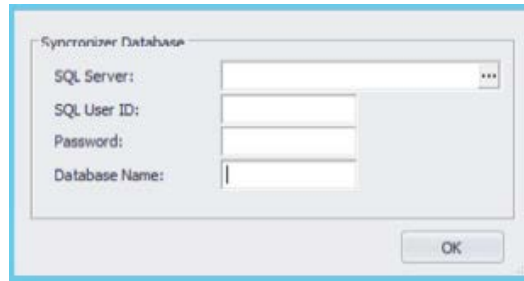 Syncronizer Database
SQL Server:
...
SQL User ID:
Password:
Database Name:
OK